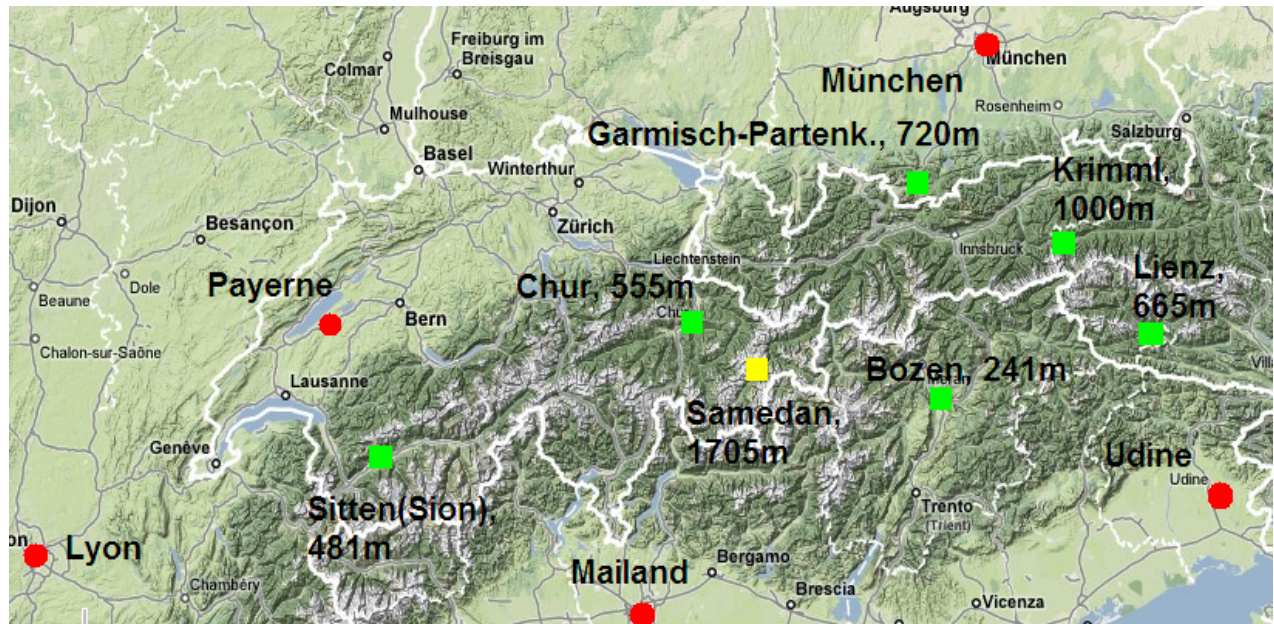 Augsburg
Freiburg im
Breisgau
München
Colmar
München
Rosenheim
Mulhouse
Salzburg
Garmisch-Partenk., 720m
Basel
Winterthur
Krimml,
1000m
Dijon
Besançon
Zürich
Innsbruck
Liechtenstein
Lienz,
665m
Dole
Payerne
Chur, 555m
Beaune
Bern
Chur
Chalon-sur-Saône
Bozen, 241m
Meran
Lausanne
Samedan,
1705m
Genève
Udine
Udine
Sitten(Sion),
481m
Trento
(Trient)
Lyon
Mailand
Bergamo
Chambéry
Brescia
Vicenza